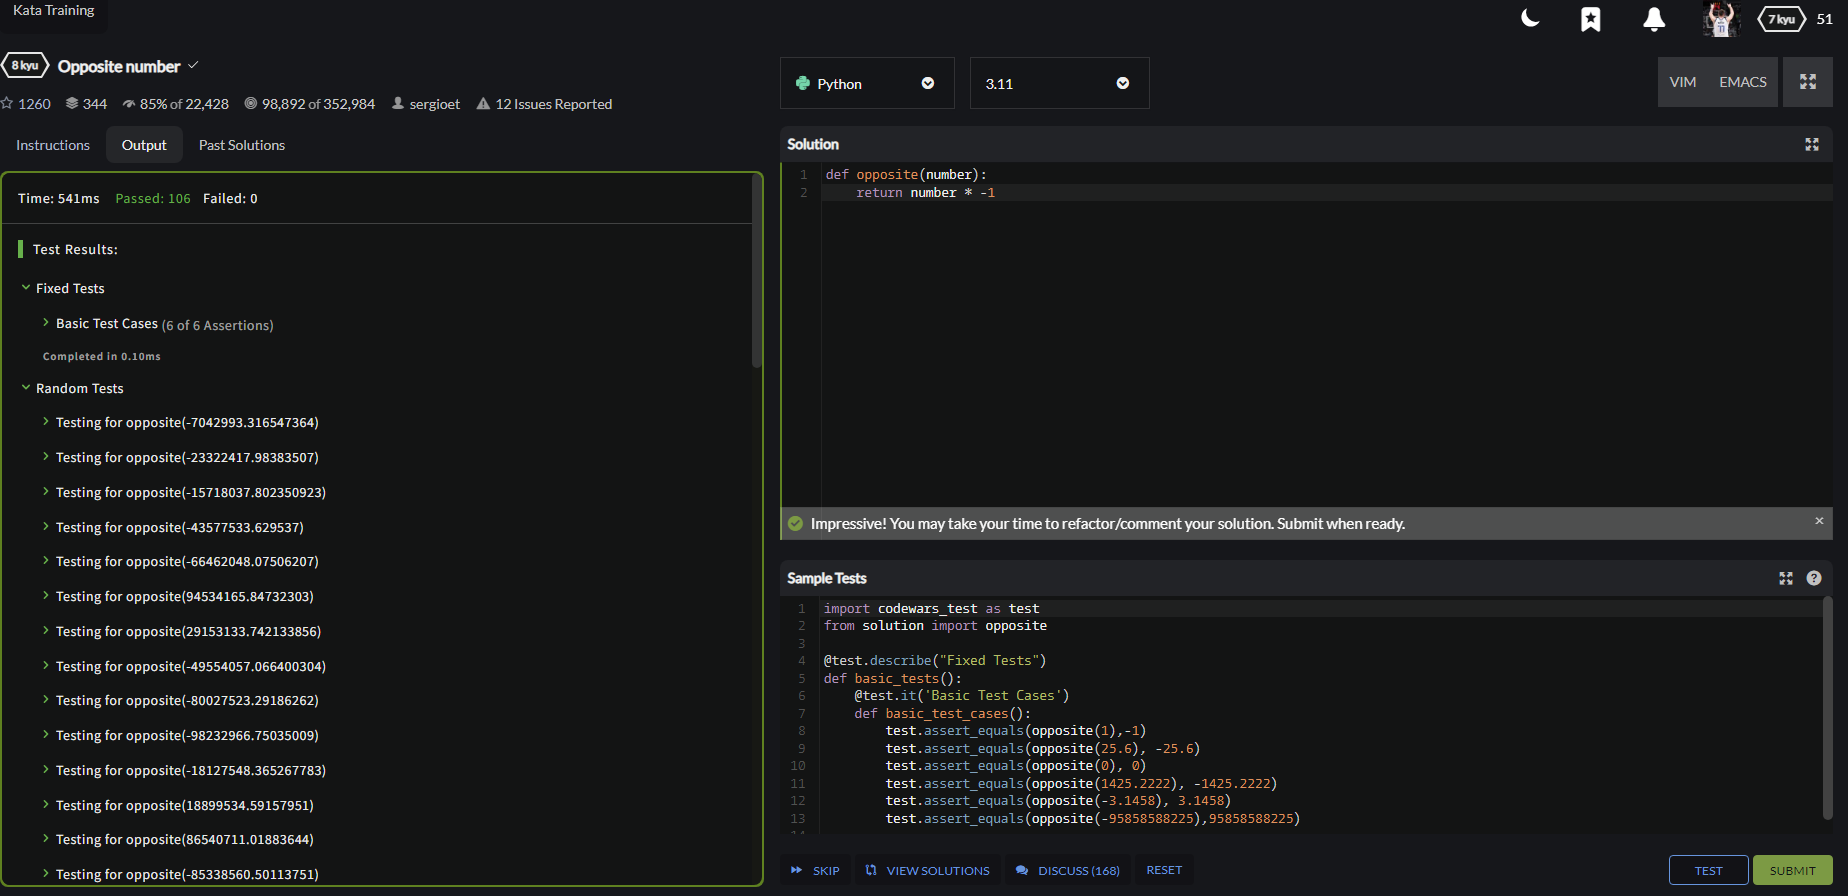 Kata Training
7 kyu 51
8 kyu Opposite number
1260 344 85% of 22,428 98,892 of 352,984 sergioet 12 Issues Reported
Instructions Output Past Solutions
Time: 541ms Passed: 106 Failed: 0
Test Results:
Fixed Tests
Basic Test Cases (6 of 6 Assertions)
Completed in 0.10ms
Random Tests
Testing for opposite(-7042993.316547364)
Testing for opposite(-23322417.98383507)
Testing for opposite(-15718037.802350923)
Testing for opposite(-43577533.629537)
Testing for opposite(-66462048.07506207)
Testing for opposite(94534165.84732303)
Testing for opposite(29153133.742133856)
Testing for opposite(-49554057.066400304)
Testing for opposite(-80027523.29186262)
Testing for opposite(-98232966.75035009)
Testing for opposite(-18127548.365267783)
Testing for opposite(18899534.59157951)
Testing for opposite(86540711.01883644)
Testing for opposite(-85338560.50113751)
Python 3.11 VIM EMACS
Solution
1 def opposite(number):
2 return number * -1
Impressive! You may take your time to refactor/comment your solution. Submit when ready. ×
Sample Tests ?
1 import codewars_test as test
2 from solution import opposite
3
4 @test.describe("Fixed Tests")
5 def basic_tests():
6 @test.it('Basic Test Cases')
7 def basic_test_cases():
8 test.assert_equals(opposite(1),-1)
9 test.assert_equals(opposite(25.6), -25.6)
10 test.assert_equals(opposite(0), 0)
11 test.assert_equals(opposite(1425.2222), -1425.2222)
12 test.assert_equals(opposite(-3.1458), 3.1458)
13 test.assert_equals(opposite(-95858588225),95858588225)
14
SKIP VIEW SOLUTIONS DISCUSS (168) RESET TEST SUBMIT